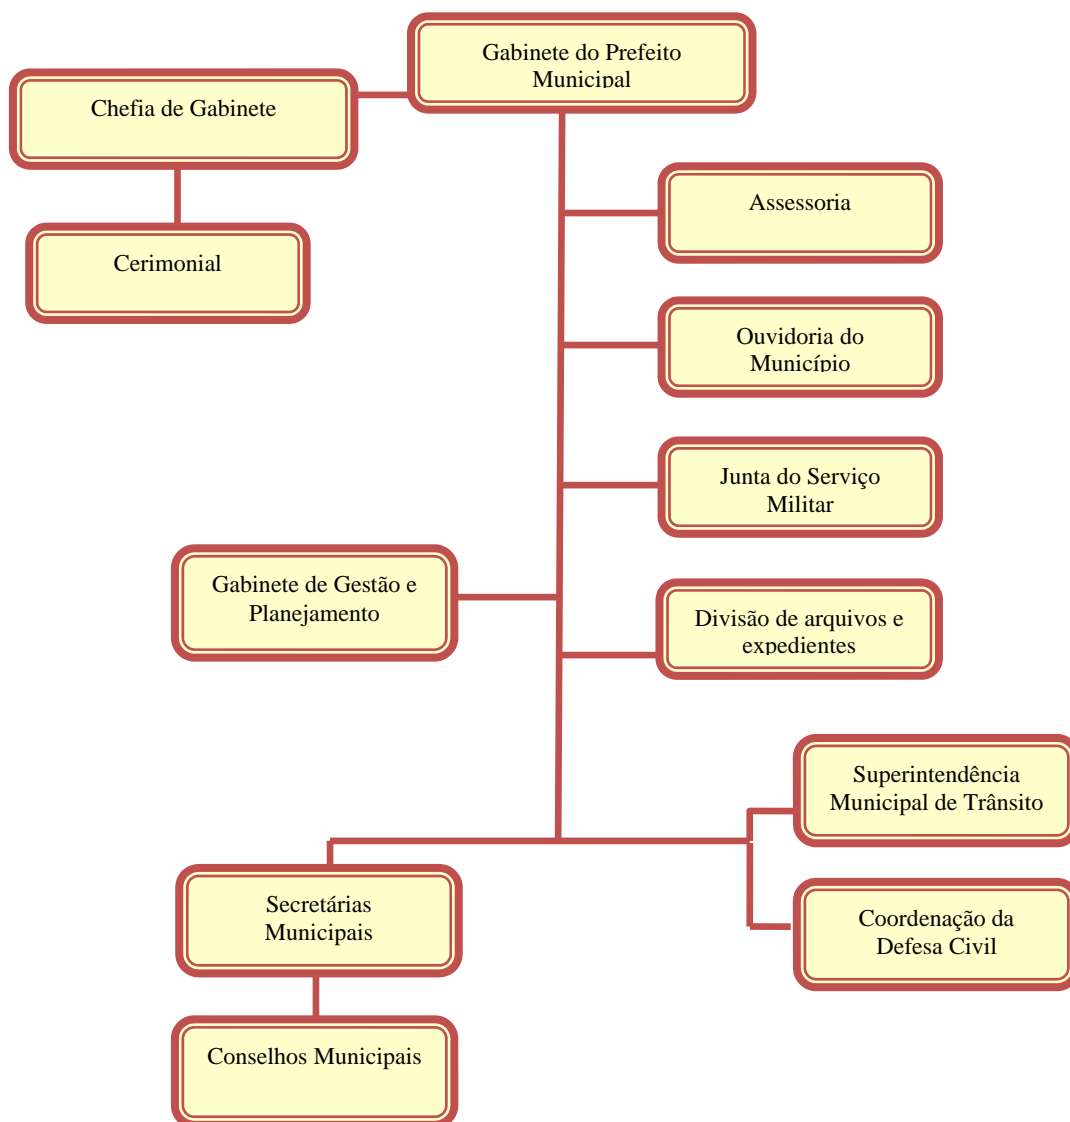 Gabinete do Prefeito
Municipal
Chefia de Gabinete
Cerimonial
Assessoria
Ouvidoria do
Município
Junta do Serviço
Militar
Gabinete de Gestão e
Planejamento
Divisão de arquivos e
expedientes
Superintendência
Municipal de Trânsito
Secretárias
Municipais
Coordenação da
Defesa Civil
Conselhos Municipais